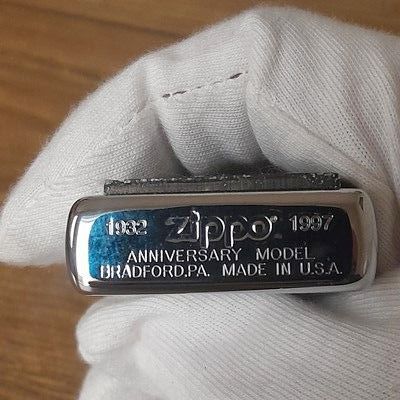 1932 zippo® 1997
ANNIVERSARY MODEL
BRADFORD,PA. MADE IN U.S.A.